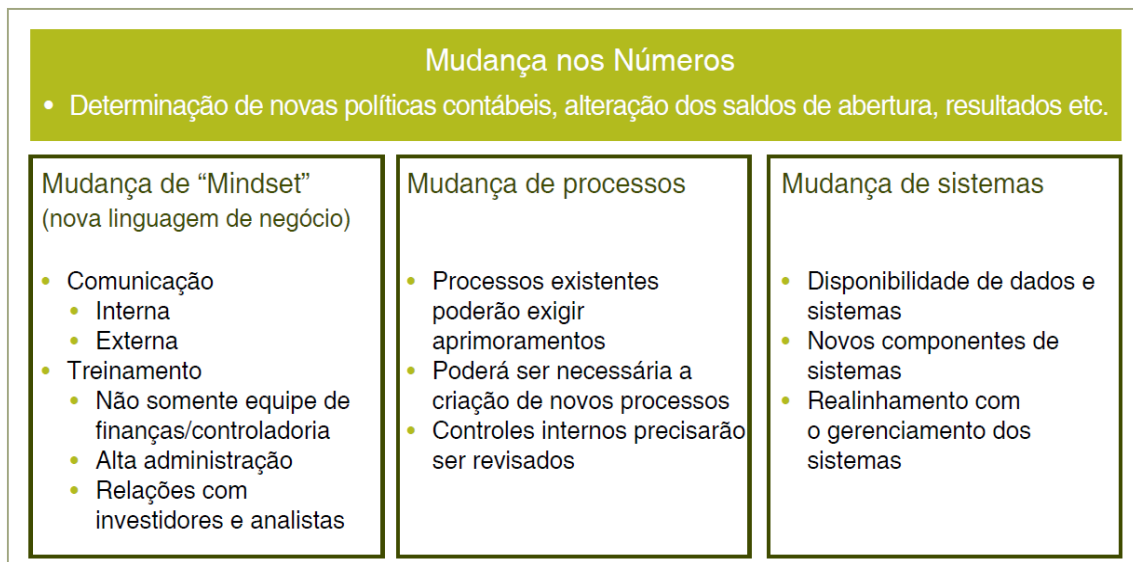 Mudança nos Números
• Determinação de novas políticas contábeis, alteração dos saldos de abertura, resultados etc.
Mudança de “Mindset”
(nova linguagem de negócio)
• Comunicação
• Interna
• Externa
• Treinamento
• Não somente equipe de
finanças/controladoria
• Alta administração
• Relações com
investidores e analistas
Mudança de processos
• Processos existentes
poderão exigir
aprimoramentos
• Poderá ser necessária a
criação de novos processos
• Controles internos precisarão
ser revisados
Mudança de sistemas
• Disponibilidade de dados e
sistemas
• Novos componentes de
sistemas
• Realinhamento com
o gerenciamento dos
sistemas